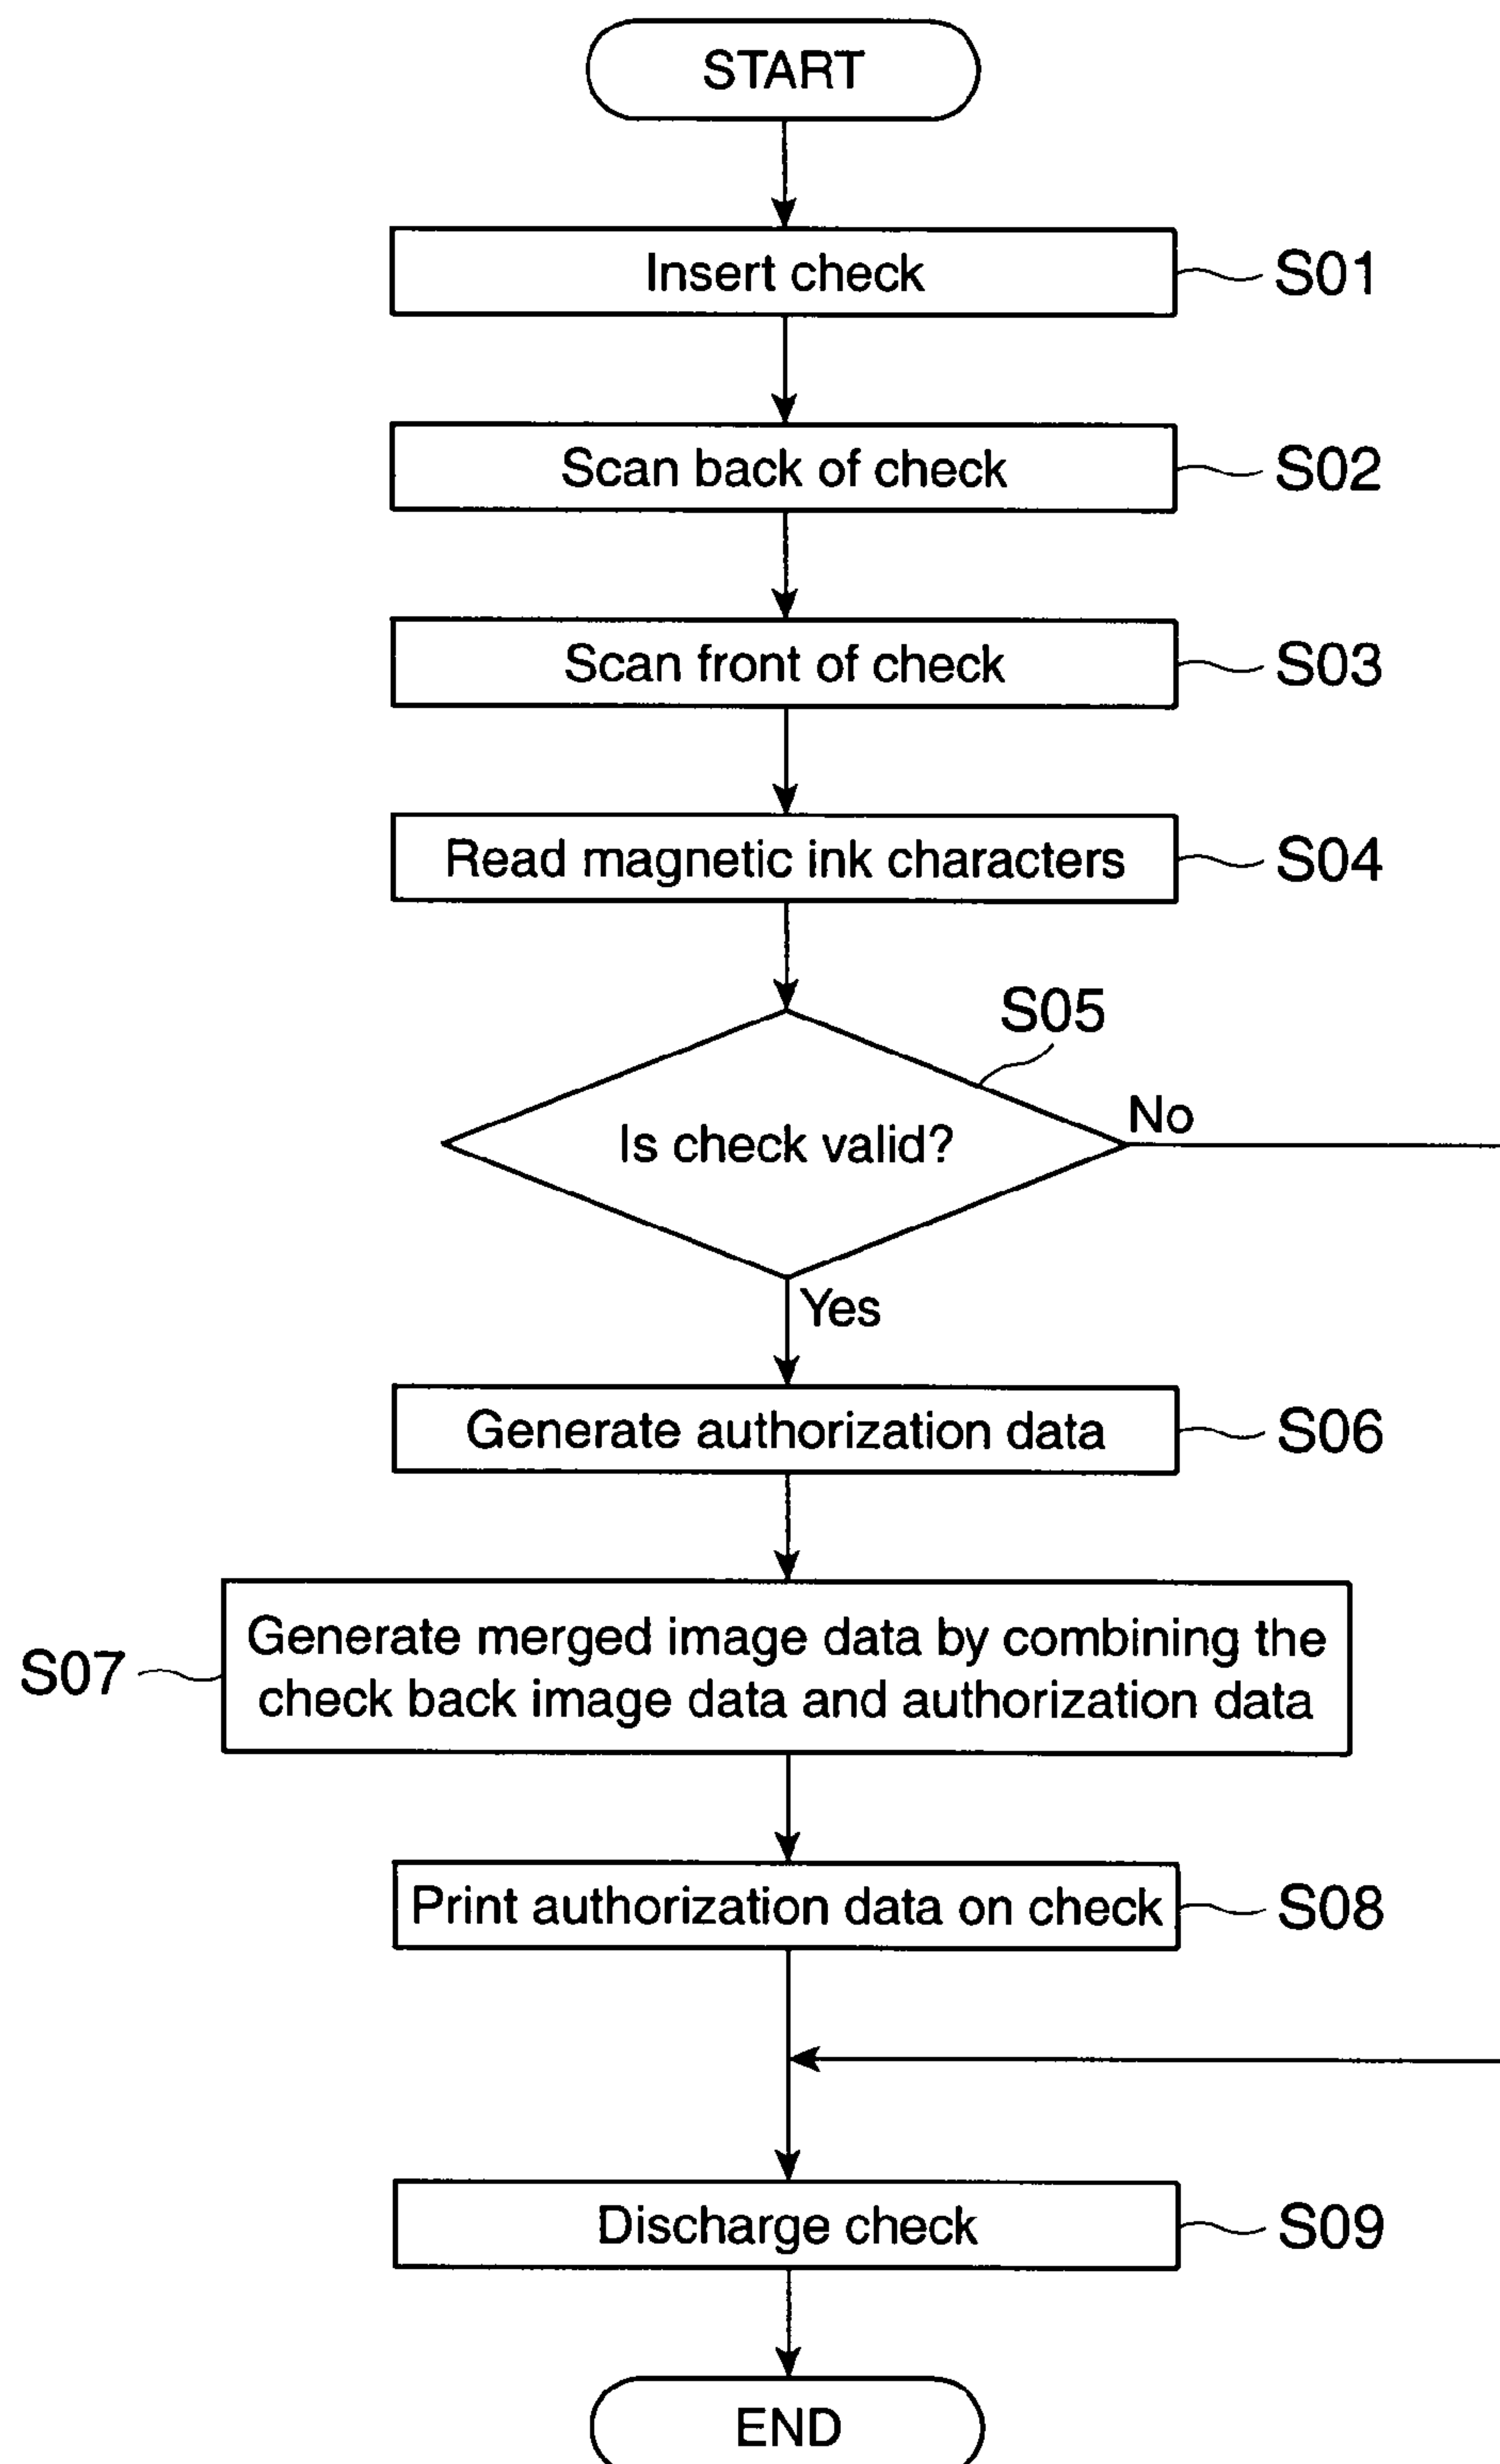 START
Insert check
S01
Scan back of check
S02
Scan front of check
S03
Read magnetic ink characters
S04
S05
Is check valid?
No
Yes
Generate authorization data
S06
S07
Generate merged image data by combining the
check back image data and authorization data
Print authorization data on check
S08
Discharge check
S09
END